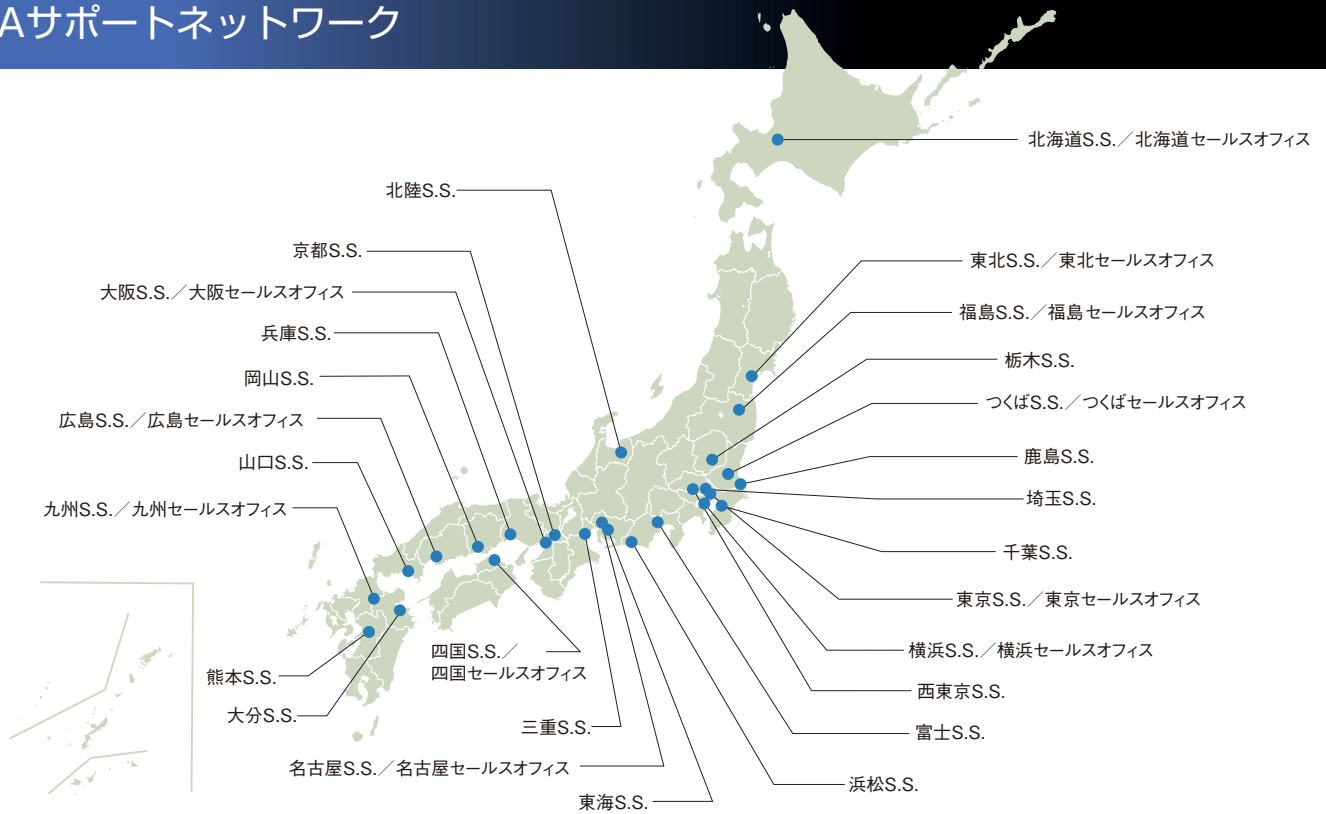 Aサポートネットワーク
北海道S.S.／北海道セールスオフィス
北陸S.S.
京都S.S.
大阪S.S.／大阪セールスオフィス
兵庫S.S.
岡山S.S.
広島S.S.／広島セールスオフィス
山口S.S.
九州S.S.／九州セールスオフィス
熊本S.S.
大分S.S.
四国S.S.／
四国セールスオフィス
三重S.S.
名古屋S.S.／名古屋セールスオフィス
東海S.S.
東北S.S.／東北セールスオフィス
福島S.S.／福島セールスオフィス
栃木S.S.
つくばS.S.／つくばセールスオフィス
鹿島S.S.
埼玉S.S.
千葉S.S.
東京S.S.／東京セールスオフィス
横浜S.S.／横浜セールスオフィス
西東京S.S.
富士S.S.
浜松S.S.